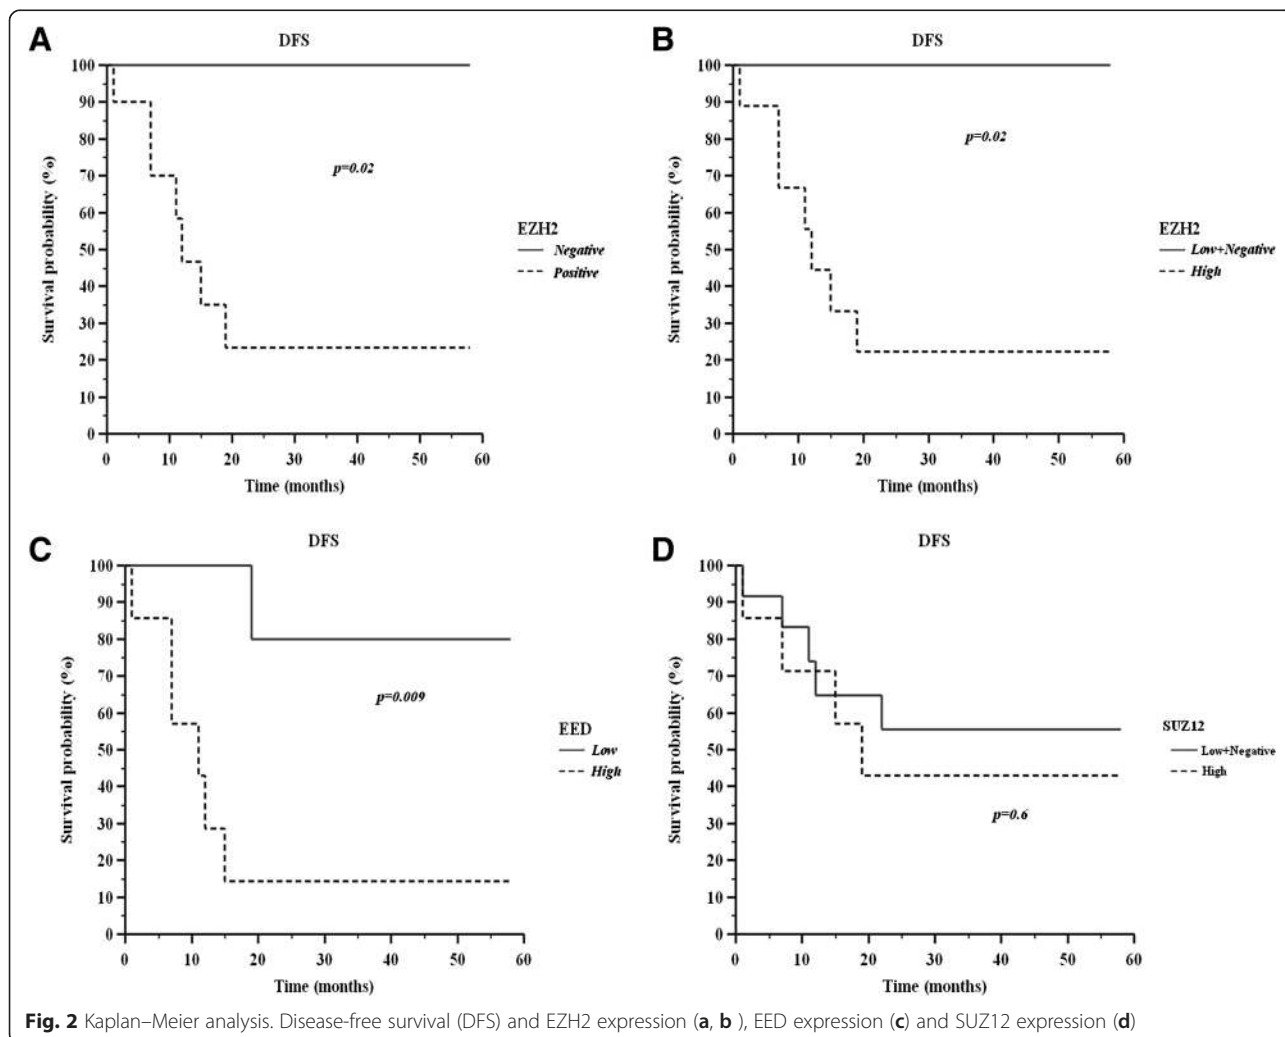 A
DFS
Survival probability (%)
100
90
80
70
60
50
40
30
20
10
0
0 10 20 30 40 50 60
Time (months)
p=0.02
EZH2
Negative
Positive
B
DFS
Survival probability (%)
100
90
80
70
60
50
40
30
20
10
0
0 10 20 30 40 50 60
Time (months)
p=0.02
EZH2
Low+Negative
High
C
DFS
Survival probability (%)
100
90
80
70
60
50
40
30
20
10
0
0 10 20 30 40 50 60
Time (months)
p=0.009
EED
Low
High
D
DFS
Survival probability (%)
100
90
80
70
60
50
40
30
20
10
0
0 10 20 30 40 50 60
Time (months)
p=0.6
SUZ12
Low+Negative
High
Fig. 2 Kaplan–Meier analysis. Disease-free survival (DFS) and EZH2 expression (a, b ), EED expression (c) and SUZ12 expression (d)